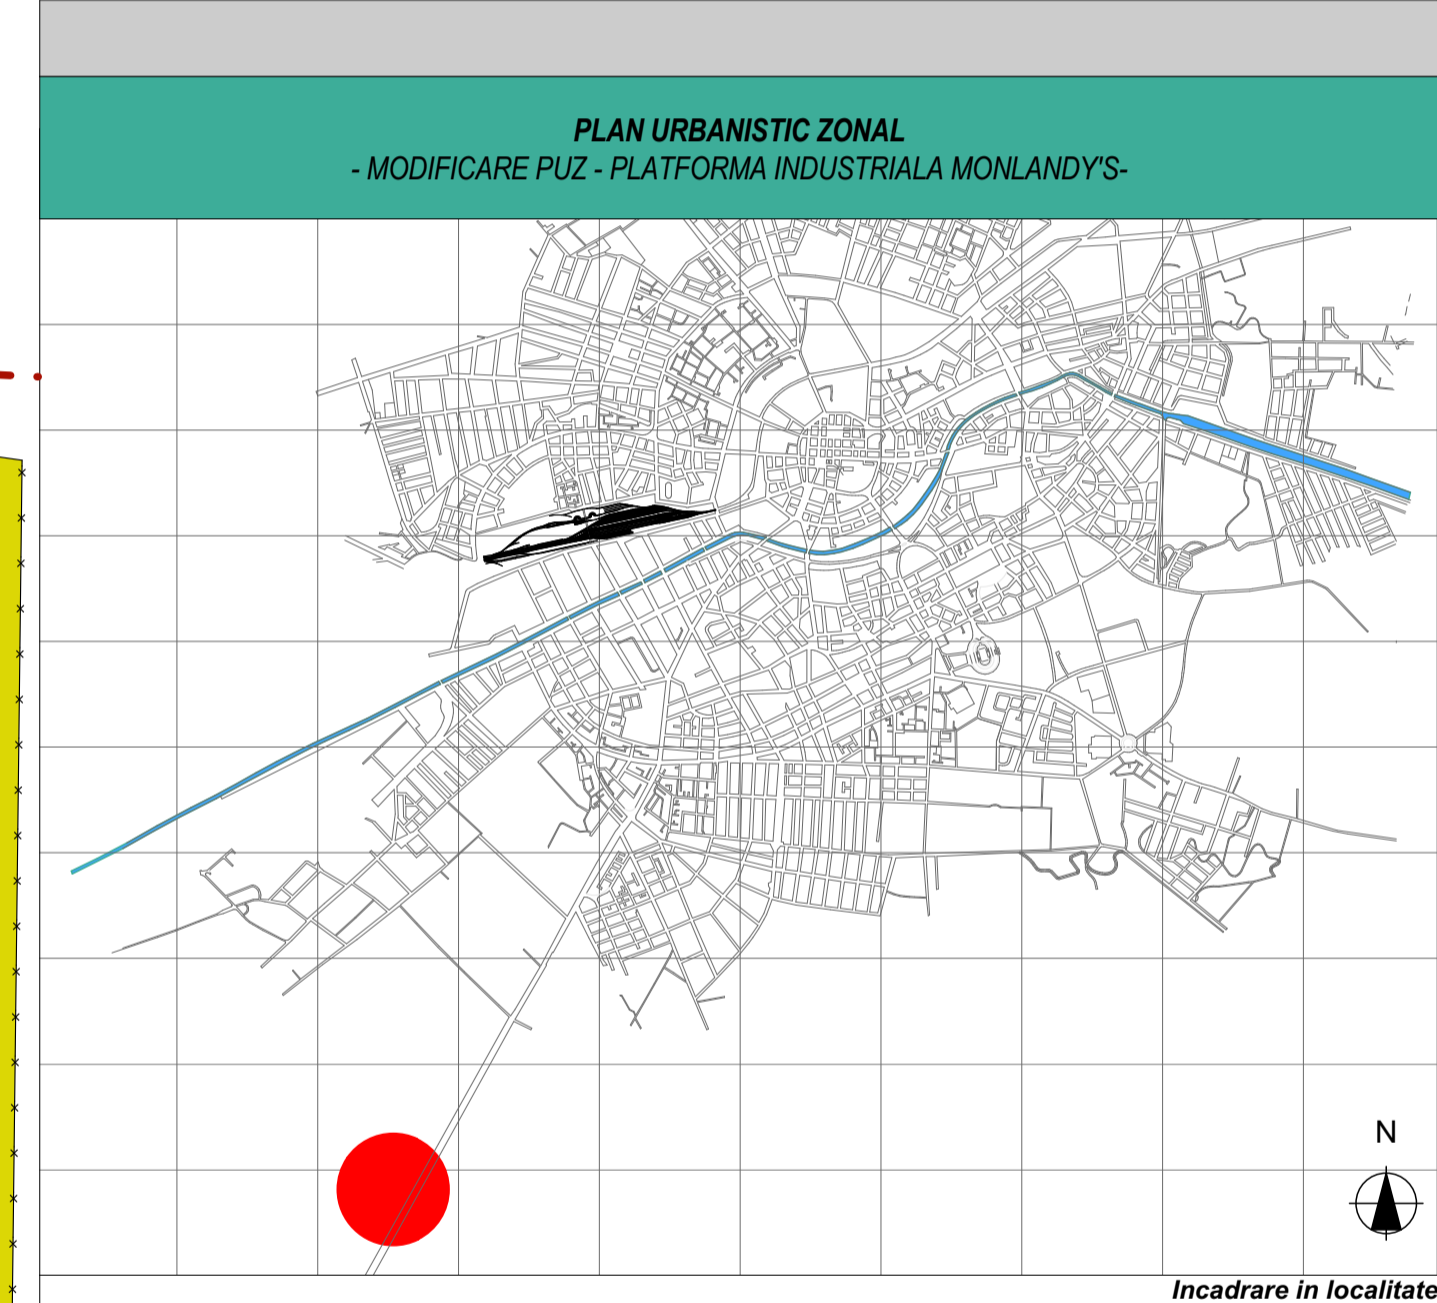 PLAN URBANISTIC ZONAL
- MODIFICARE PUZ - PLATFORMA INDUSTRIALA MONLANDY'S-
N
Incadrare in localitate